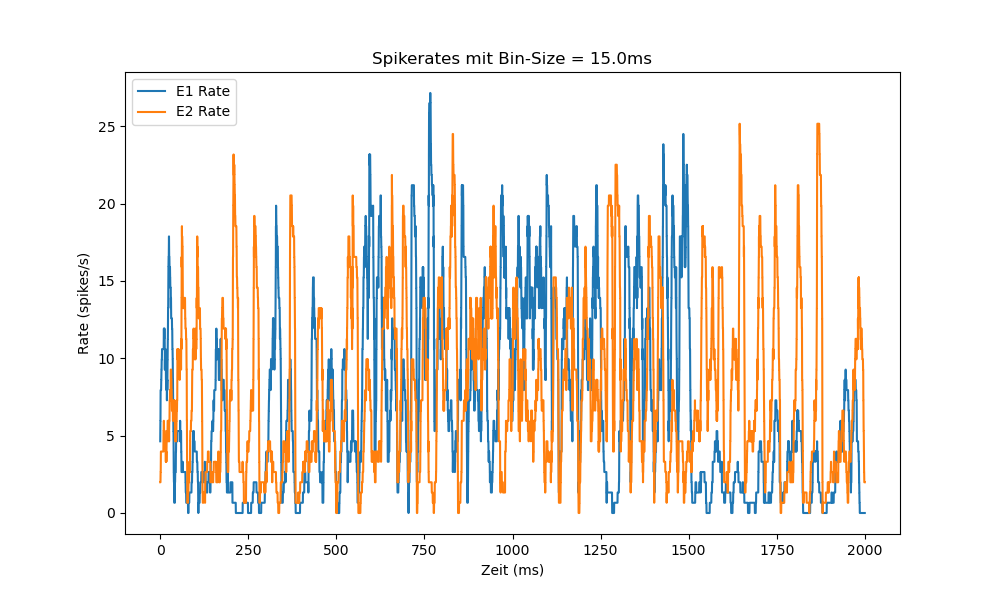 Spikerates mit Bin-Size = 15.0ms
E1 Rate
E2 Rate
Rate (spikes/s)
25
20
15
10
5
0
0 250 500 750 1000 1250 1500 1750 2000
Zeit (ms)